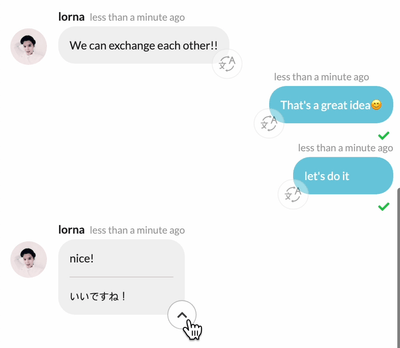 lorna less than a minute ago
We can exchange each other!!
less than a minute ago
That's a great idea😊
less than a minute ago
let's do it
lorna less than a minute ago
nice!
いいですね！